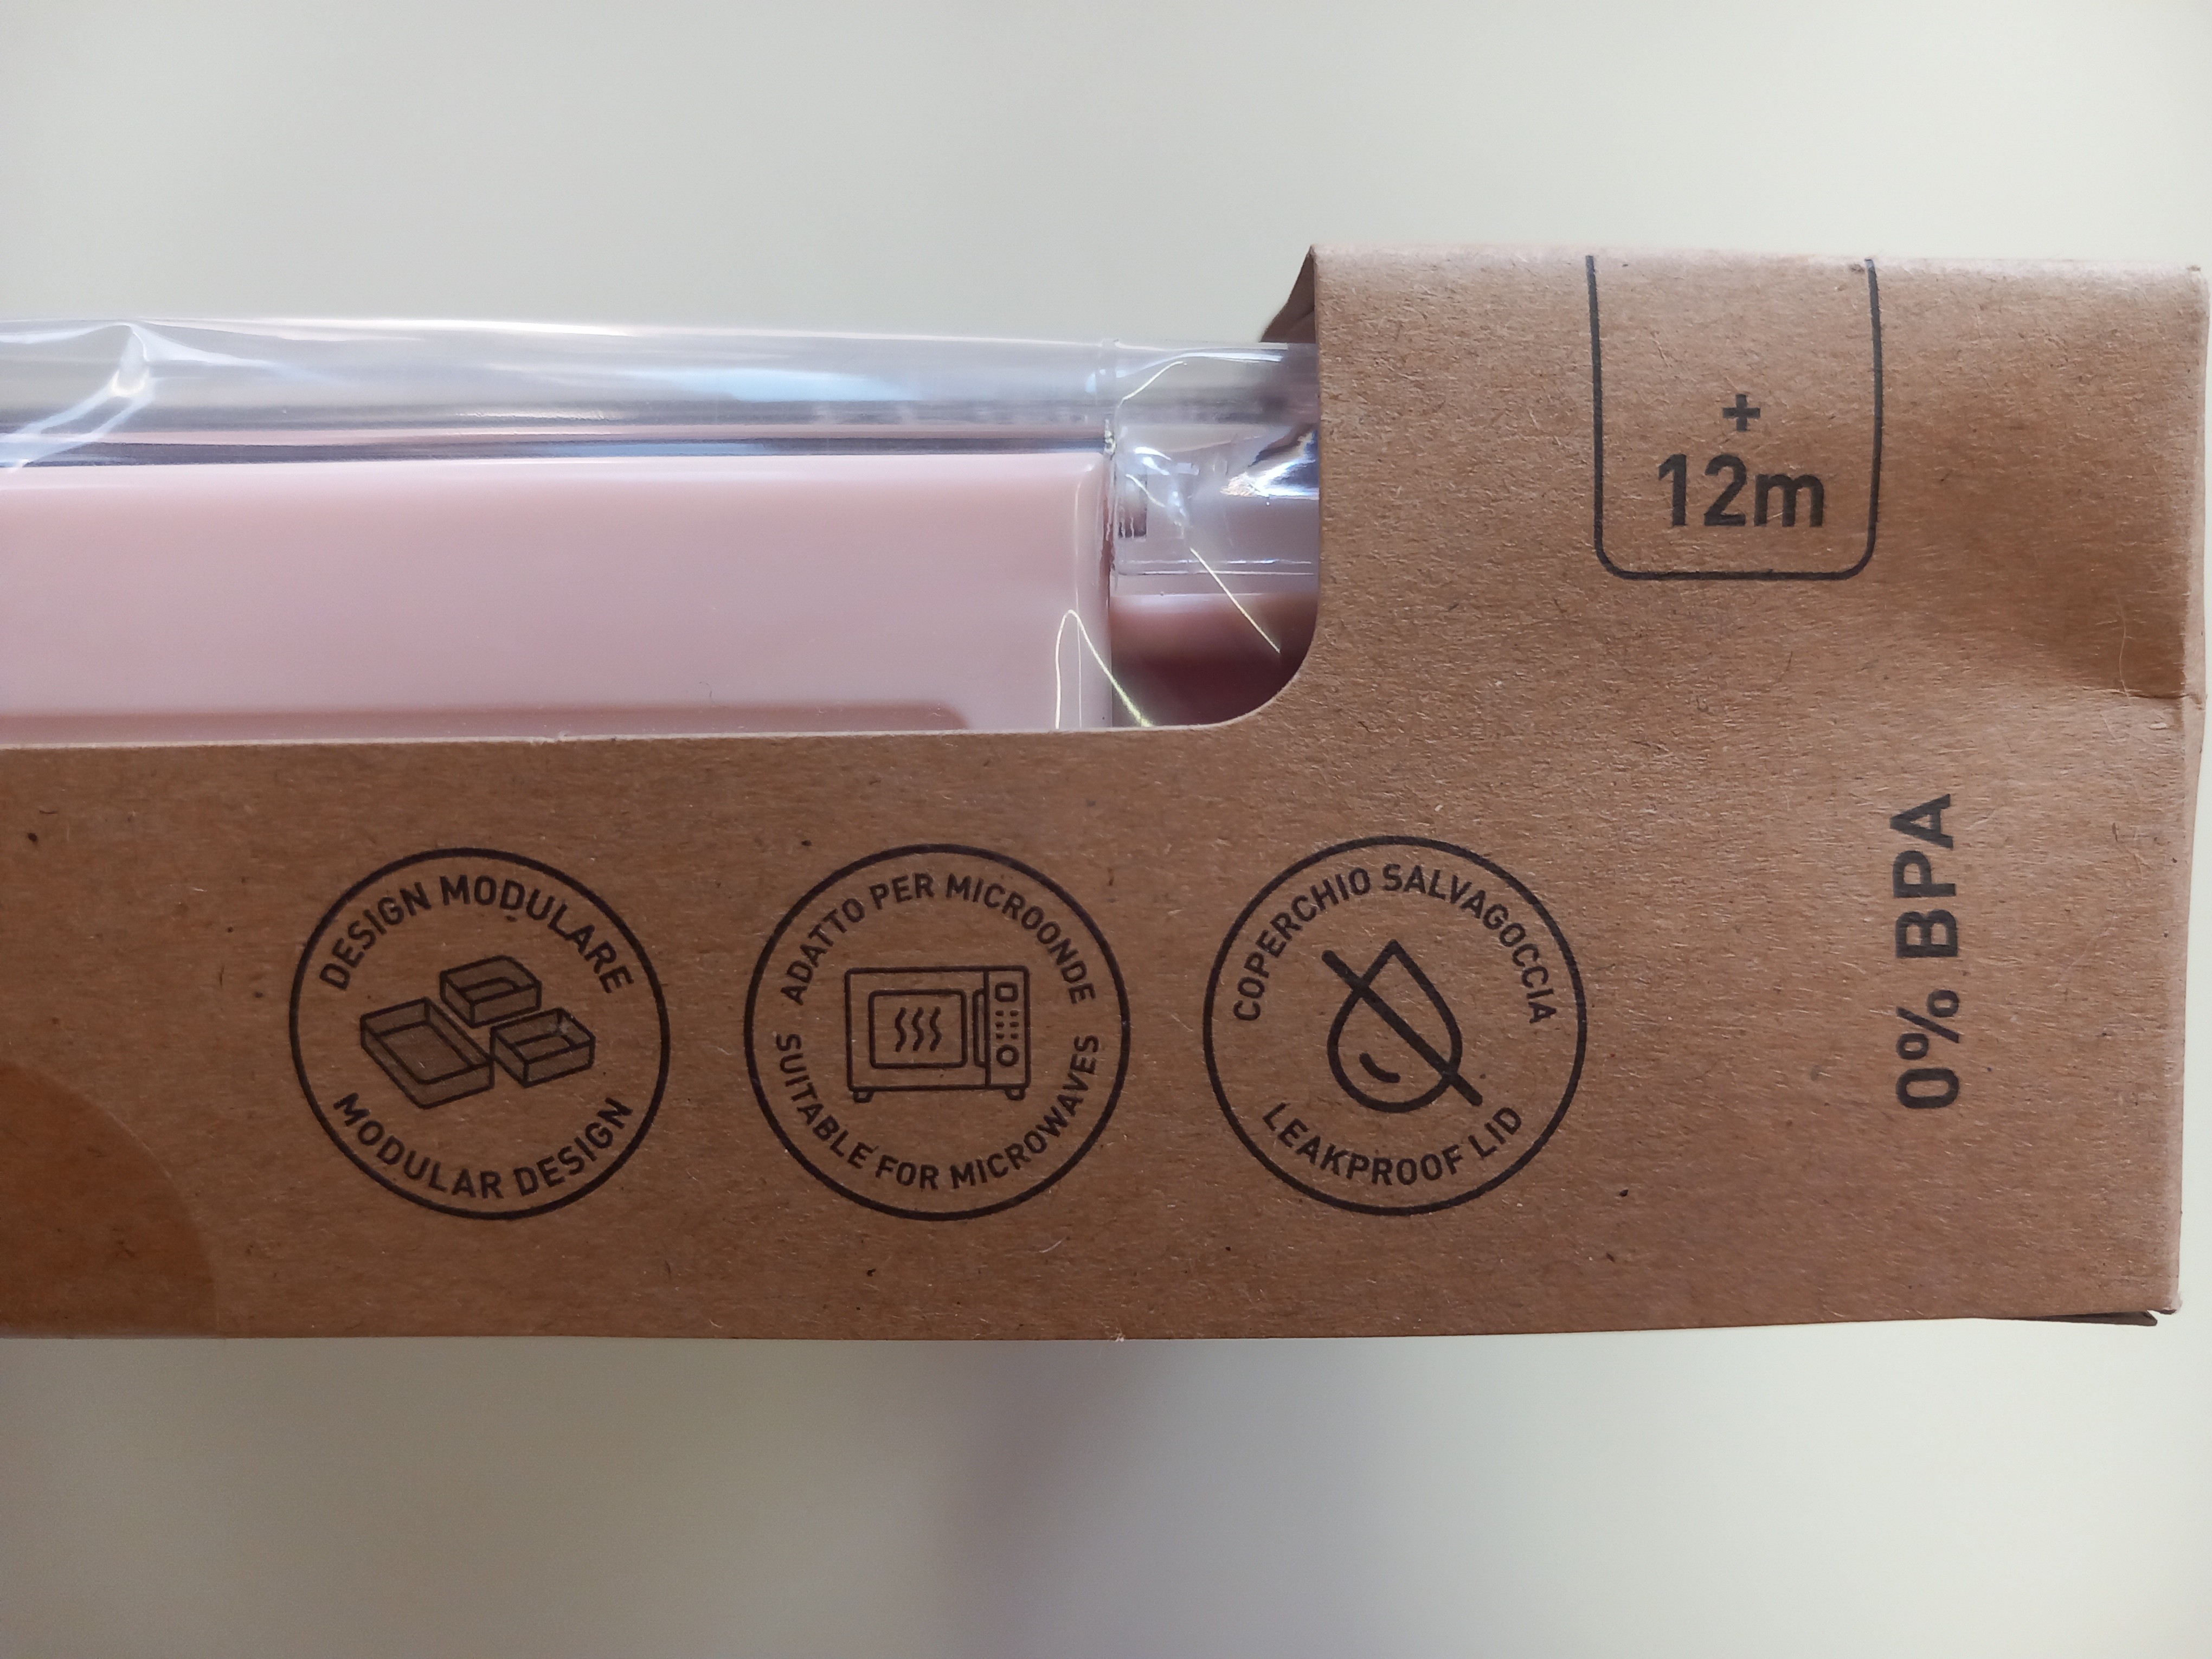 +
12m
DESIGN MODULARE
MODULAR DESIGN
ADATTO PER MICROONDE
SUITABLE FOR MICROWAVES
COPERCHIO SALVAGOCCIA
LEAKPROOF LID
0% BPA